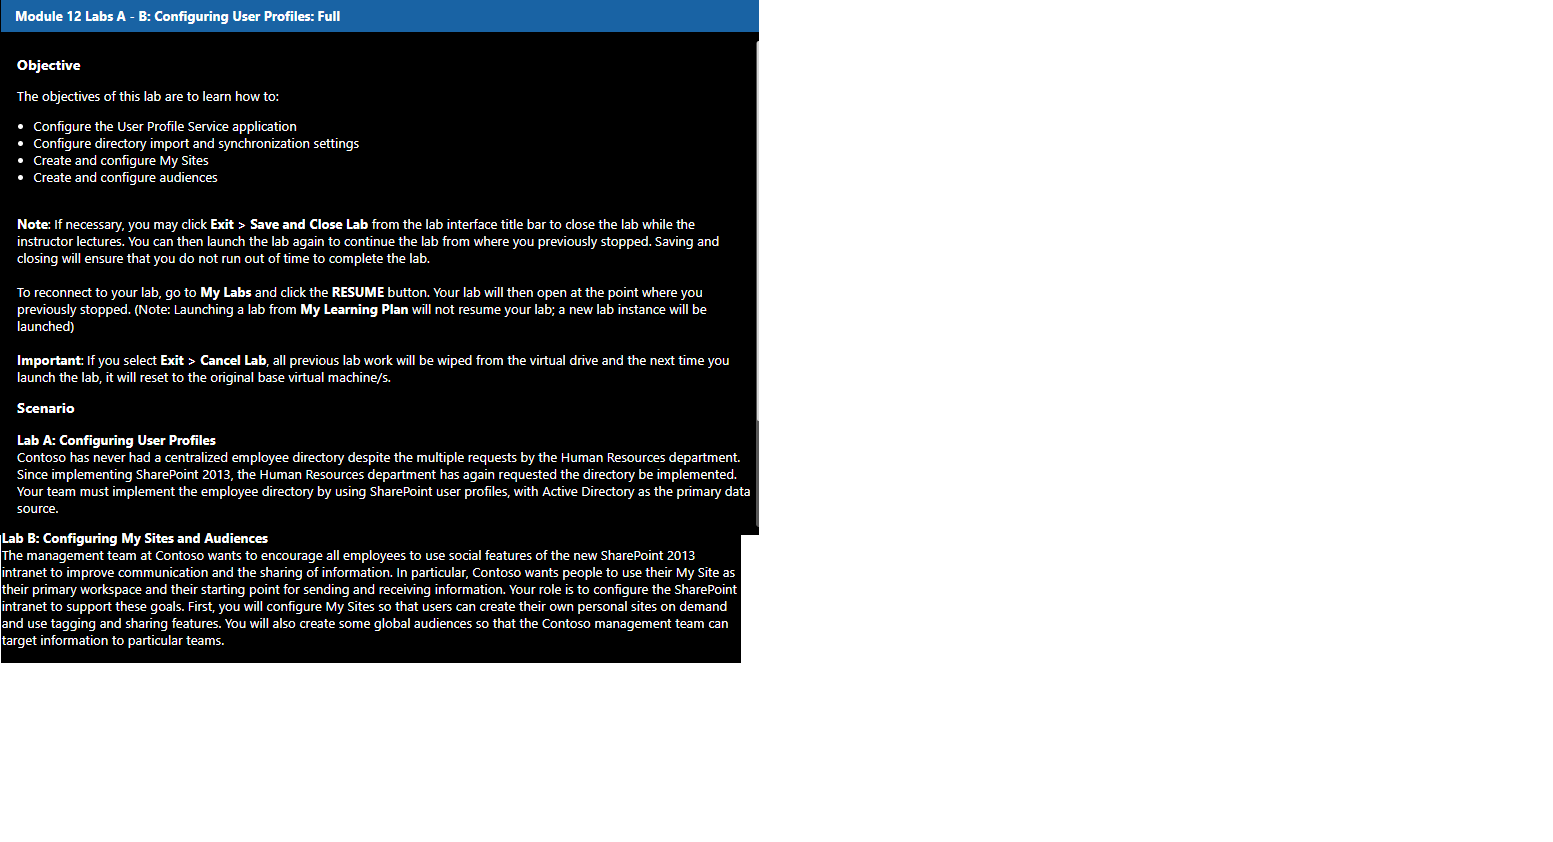 Module 12 Labs A - B: Configuring User Profiles: Full
Objective
The objectives of this lab are to learn how to:
• Configure the User Profile Service application
• Configure directory import and synchronization settings
• Create and configure My Sites
• Create and configure audiences
Note: If necessary, you may click Exit > Save and Close Lab from the lab interface title bar to close the lab while the
instructor lectures. You can then launch the lab again to continue the lab from where you previously stopped. Saving and
closing will ensure that you do not run out of time to complete the lab.
To reconnect to your lab, go to My Labs and click the RESUME button. Your lab will then open at the point where you
previously stopped. (Note: Launching a lab from My Learning Plan will not resume your lab; a new lab instance will be
launched)
Important: If you select Exit > Cancel Lab, all previous lab work will be wiped from the virtual drive and the next time you
launch the lab, it will reset to the original base virtual machine/s.
Scenario
Lab A: Configuring User Profiles
Contoso has never had a centralized employee directory despite the multiple requests by the Human Resources department.
Since implementing SharePoint 2013, the Human Resources department has again requested the directory be implemented.
Your team must implement the employee directory by using SharePoint user profiles, with Active Directory as the primary data
source.
Lab B: Configuring My Sites and Audiences
The management team at Contoso wants to encourage all employees to use social features of the new SharePoint 2013
intranet to improve communication and the sharing of information. In particular, Contoso wants people to use their My Site as
their primary workspace and their starting point for sending and receiving information. Your role is to configure the SharePoint
intranet to support these goals. First, you will configure My Sites so that users can create their own personal sites on demand
and use tagging and sharing features. You will also create some global audiences so that the Contoso management team can
target information to particular teams.